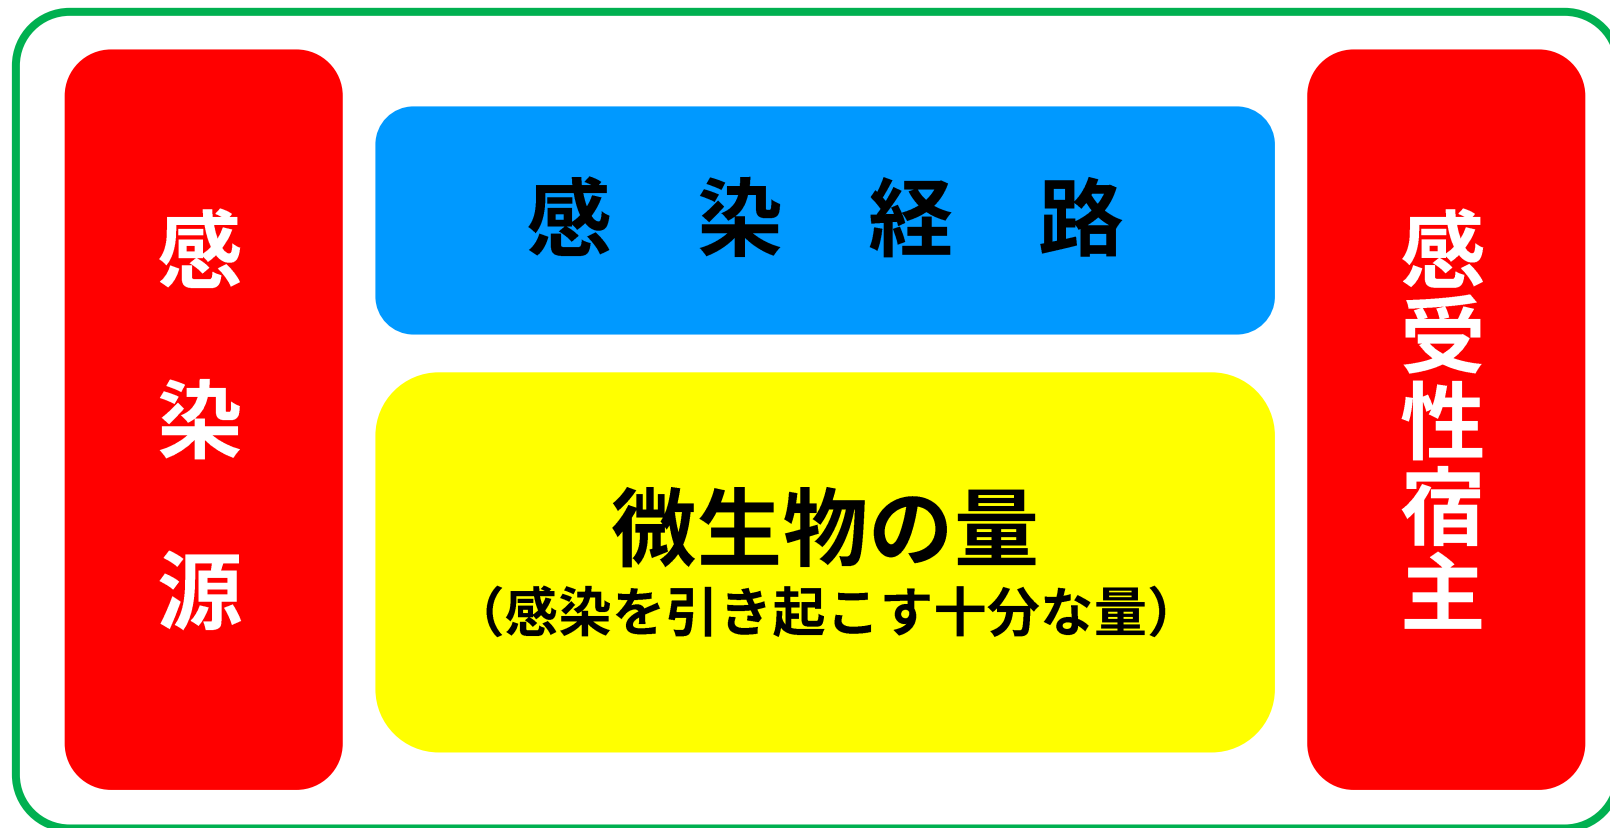 感染源
感　染　経　路
微生物の量
（感染を引き起こす十分な量）
感受性宿主